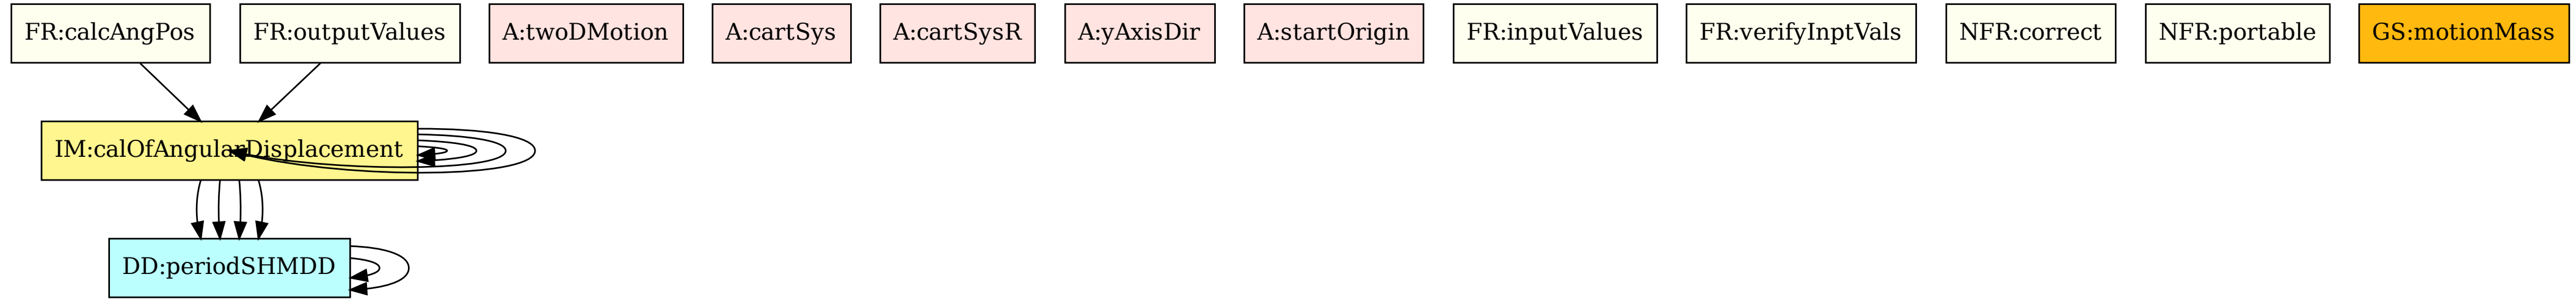 FR:calcAngPos
FR:outputValues
A:twoDMotion
A:cartSys
A:cartSysR
A:yAxisDir
A:startOrigin
FR:inputValues
FR:verifyInptVals
NFR:correct
NFR:portable
GS:motionMass
IM:calOfAngularDisplacement
DD:periodSHMDD